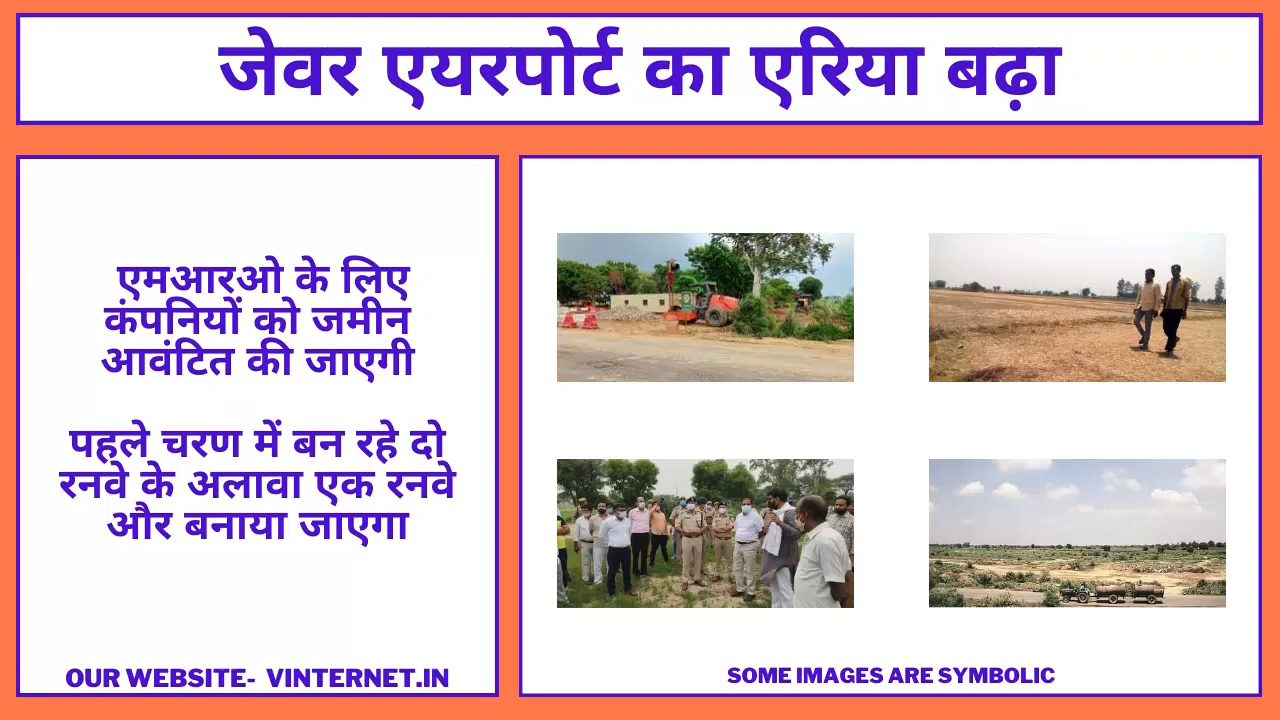 जेवर एयरपोर्ट का एरिया बढ़ा
एमआरओ के लिए
कंपनियों को जमीन
आवंटित की जाएगी
पहले चरण में बन रहे दो
रनवे के अलावा एक रनवे
और बनाया जाएगा
OUR WEBSITE- VINTERNET.IN
SOME IMAGES ARE SYMBOLIC